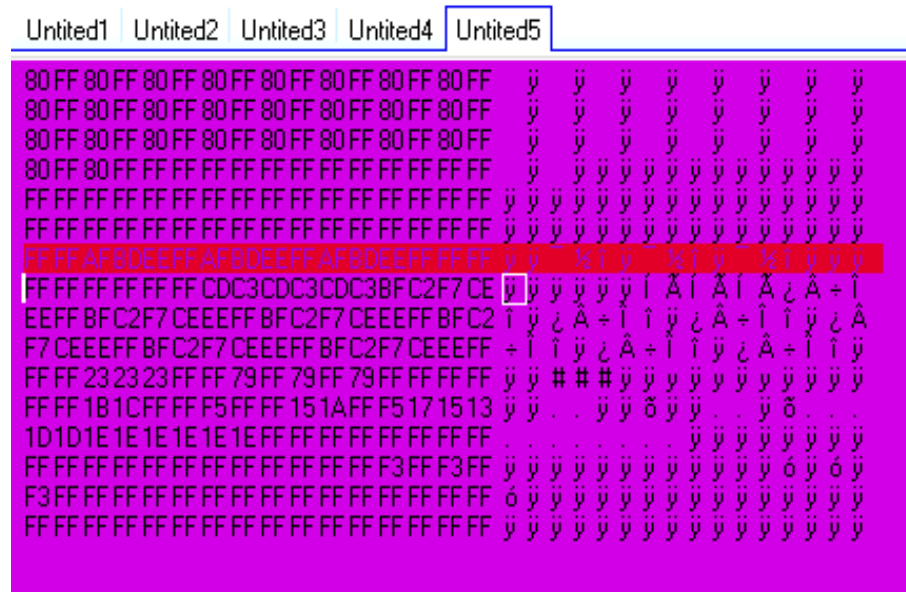 Untited1 Untited2 Untited3 Untited4 Untited5
80 FF 80 FF 80 FF 80 FF 80 FF 80 FF 80 FF 80 FF ÿ ÿ ÿ ÿ ÿ ÿ ÿ ÿ
80 FF 80 FF 80 FF 80 FF 80 FF 80 FF 80 FF 80 FF ÿ ÿ ÿ ÿ ÿ ÿ ÿ ÿ
80 FF 80 FF 80 FF 80 FF 80 FF 80 FF 80 FF 80 FF ÿ ÿ ÿ ÿ ÿ ÿ ÿ ÿ
80 FF 80 FF FF FF FF FF FF FF FF FF FF FF FF FF ÿ ÿ ÿ ÿ ÿ ÿ ÿ ÿ ÿ ÿ ÿ ÿ ÿ ÿ
FF FF FF FF FF FF FF FF FF FF FF FF FF FF FF FF ÿ ÿ ÿ ÿ ÿ ÿ ÿ ÿ ÿ ÿ ÿ ÿ ÿ ÿ ÿ ÿ
FF FF FF FF FF FF FF FF FF FF FF FF FF FF FF FF ÿ ÿ ÿ ÿ ÿ ÿ ÿ ÿ ÿ ÿ ÿ ÿ ÿ ÿ ÿ ÿ
FF FF AF BD EE FF AF BD EE FF AF BD EE FF FF FF ÿ ÿ ¯ ½ î ÿ ¯ ½ î ÿ ¯ ½ î ÿ ÿ ÿ
FF FF FF FF FF FF CD C3 CD C3 CD C3 BF C2 F7 CE ÿ ÿ ÿ ÿ ÿ ÿ Í Ã Í Ã Í Ã ¿ Â ÷ Î
EE FF BF C2 F7 CE EE FF BF C2 F7 CE EE FF BF C2 î ÿ ¿ Â ÷ Î î ÿ ¿ Â ÷ Î î ÿ ¿ Â
F7 CE EE FF BF C2 F7 CE EE FF BF C2 F7 CE EE FF ÷ Î î ÿ ¿ Â ÷ Î î ÿ ¿ Â ÷ Î î ÿ
FF FF 23 23 23 FF FF 79 FF 79 FF 79 FF FF FF FF ÿ ÿ # # # ÿ ÿ y ÿ y ÿ y ÿ ÿ ÿ ÿ
FF FF 1B 1C FF FF F5 FF FF 15 1A FF F5 17 15 13 ÿ ÿ . . ÿ ÿ õ ÿ ÿ . . ÿ õ . . .
1D 1D 1E 1E 1E 1E 1E 1E FF FF FF FF FF FF FF FF . . . . . . . . ÿ ÿ ÿ ÿ ÿ ÿ ÿ ÿ
FF FF FF FF FF FF FF FF FF FF FF FF F3 FF F3 FF ÿ ÿ ÿ ÿ ÿ ÿ ÿ ÿ ÿ ÿ ÿ ÿ ó ÿ ó ÿ
F3 FF FF FF FF FF FF FF FF FF FF FF FF FF FF FF ó ÿ ÿ ÿ ÿ ÿ ÿ ÿ ÿ ÿ ÿ ÿ ÿ ÿ ÿ ÿ
FF FF FF FF FF FF FF FF FF FF FF FF FF FF FF FF ÿ ÿ ÿ ÿ ÿ ÿ ÿ ÿ ÿ ÿ ÿ ÿ ÿ ÿ ÿ ÿ